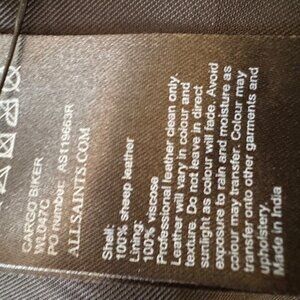 CARGO BIKER
WL047C
PO number: AS119663R
ALLSAINTS.COM
Shell:
100% sheep leather
Lining:
100% viscose
Professional leather clean only.
Leather will vary in colour and
texture. Do not leave in direct
sunlight as colour will fade. Avoid
exposure to rain and moisture as
colour may transfer. Colour may
transfer onto other garments and
upholstery.
Made in India